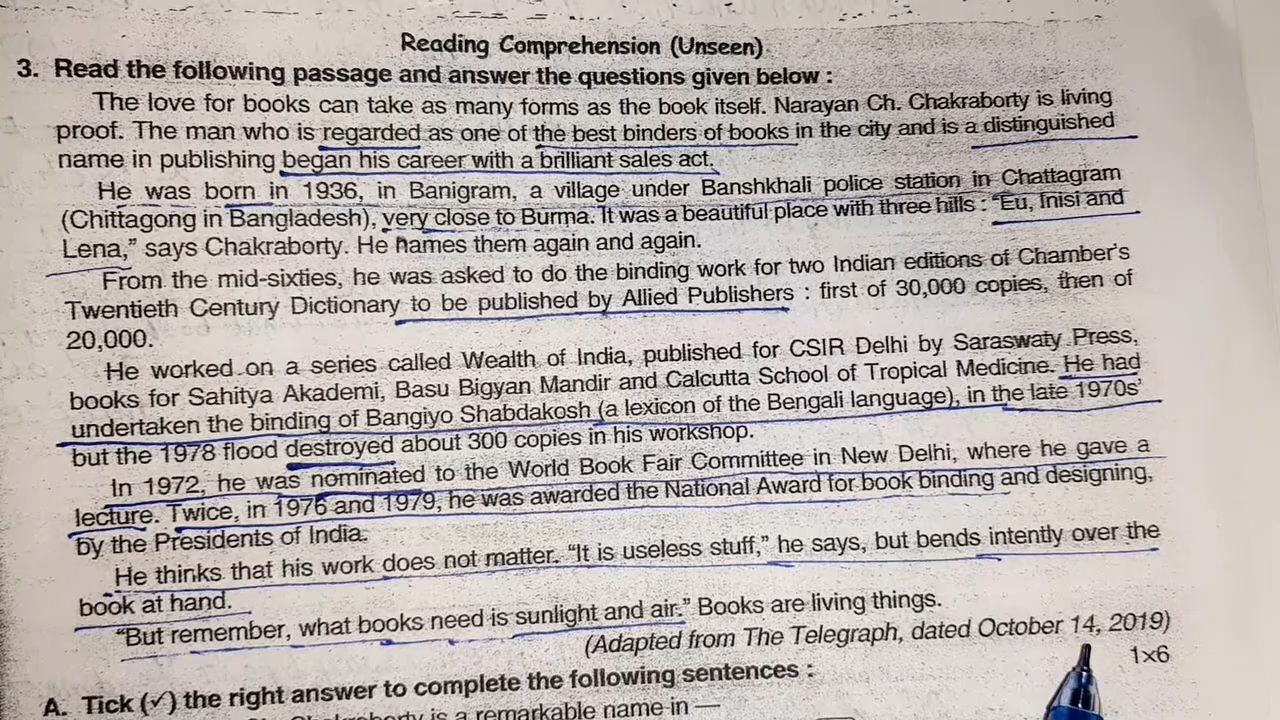 Reading Comprehension (Unseen)
3. Read the following passage and answer the questions given below :
The love for books can take as many forms as the book itself. Narayan Ch. Chakraborty is living
proof. The man who is regarded as one of the best binders of books in the city and is a distinguished
name in publishing began his career with a brilliant sales act.
He was born in 1936, in Banigram, a village under Banshkhali police station in Chattagram
(Chittagong in Bangladesh), very close to Burma. It was a beautiful place with three hills : “Eu, Inisi and
Lena,” says Chakraborty. He names them again and again.
From the mid-sixties, he was asked to do the binding work for two Indian editions of Chamber's
Twentieth Century Dictionary to be published by Allied Publishers : first of 30,000 copies, then of
20,000.
He worked on a series called Wealth of India, published for CSIR Delhi by Saraswaty Press,
books for Sahitya Akademi, Basu Bigyan Mandir and Calcutta School of Tropical Medicine. He had
undertaken the binding of Bangiyo Shabdakosh (a lexicon of the Bengali language), in the late 1970s'
but the 1978 flood destroyed about 300 copies in his workshop.
In 1972, he was nominated to the World Book Fair Committee in New Delhi, where he gave a
lecture. Twice, in 1976 and 1979, he was awarded the National Award for book binding and designing,
by the Presidents of India.
He thinks that his work does not matter. “It is useless stuff,” he says, but bends intently over the
book at hand.
“But remember, what books need is sunlight and air.” Books are living things.
(Adapted from The Telegraph, dated October 14, 2019)
1×6
A. Tick (✓) the right answer to complete the following sentences :
Chakraborty is a remarkable name in —